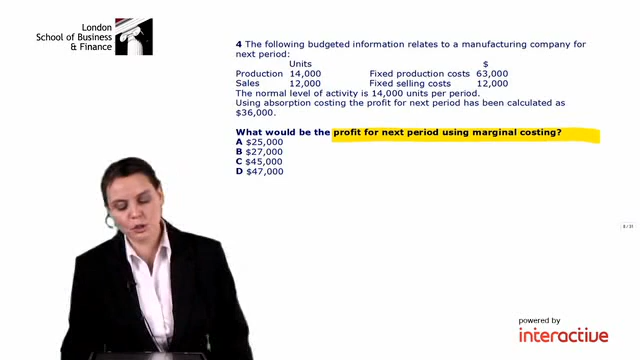 London
School of Business
& Finance
4 The following budgeted information relates to a manufacturing company for
next period:
Units $
Production 14,000 Fixed production costs 63,000
Sales 12,000 Fixed selling costs 12,000
The normal level of activity is 14,000 units per period.
Using absorption costing the profit for next period has been calculated as
$36,000.
What would be the profit for next period using marginal costing?
A $25,000
B $27,000
C $45,000
D $47,000
8 / 31
powered by
interactive